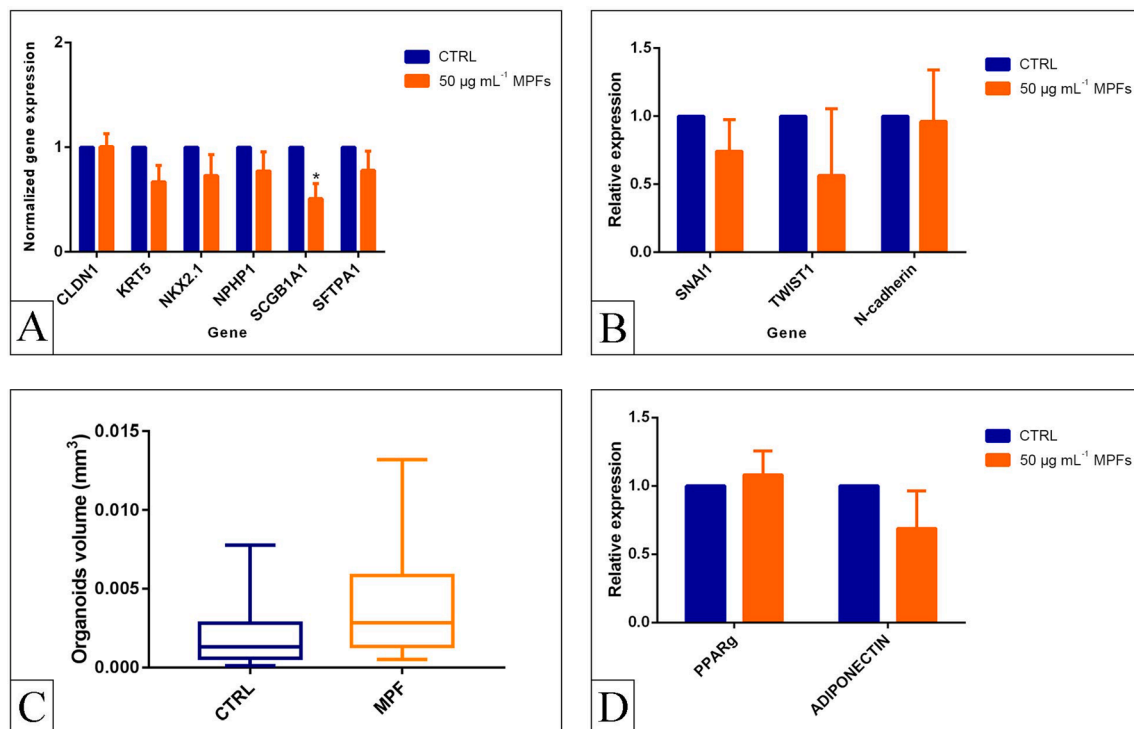 2
1
0
Normalized gene expression
*
CLDN1
KRT5
NKX2.1
NPHP1
SCGB1A1
SFTPA1
Gene
CTRL
50 µg mL⁻¹ MPFs
A
1.5
1.0
0.5
0.0
Relative expression
SNAI1
TWIST1
N-cadherin
Gene
CTRL
50 µg mL⁻¹ MPFs
B
0.015
0.010
0.005
0.000
Organoids volume (mm³)
CTRL
MPF
C
1.5
1.0
0.5
0.0
Relative expression
PPARg
ADIPONECTIN
CTRL
50 µg mL⁻¹ MPFs
D